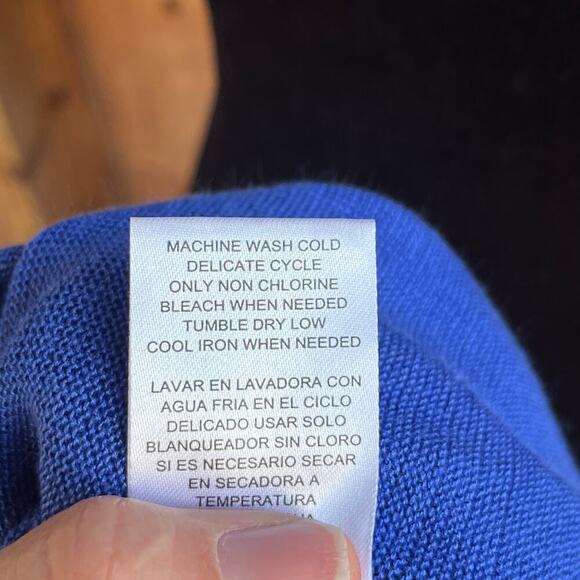 MACHINE WASH COLD
DELICATE CYCLE
ONLY NON CHLORINE
BLEACH WHEN NEEDED
TUMBLE DRY LOW
COOL IRON WHEN NEEDED
LAVAR EN LAVADORA CON
AGUA FRIA EN EL CICLO
DELICADO USAR SOLO
BLANQUEADOR SIN CLORO
SI ES NECESARIO SECAR
EN SECADORA A
TEMPERATURA